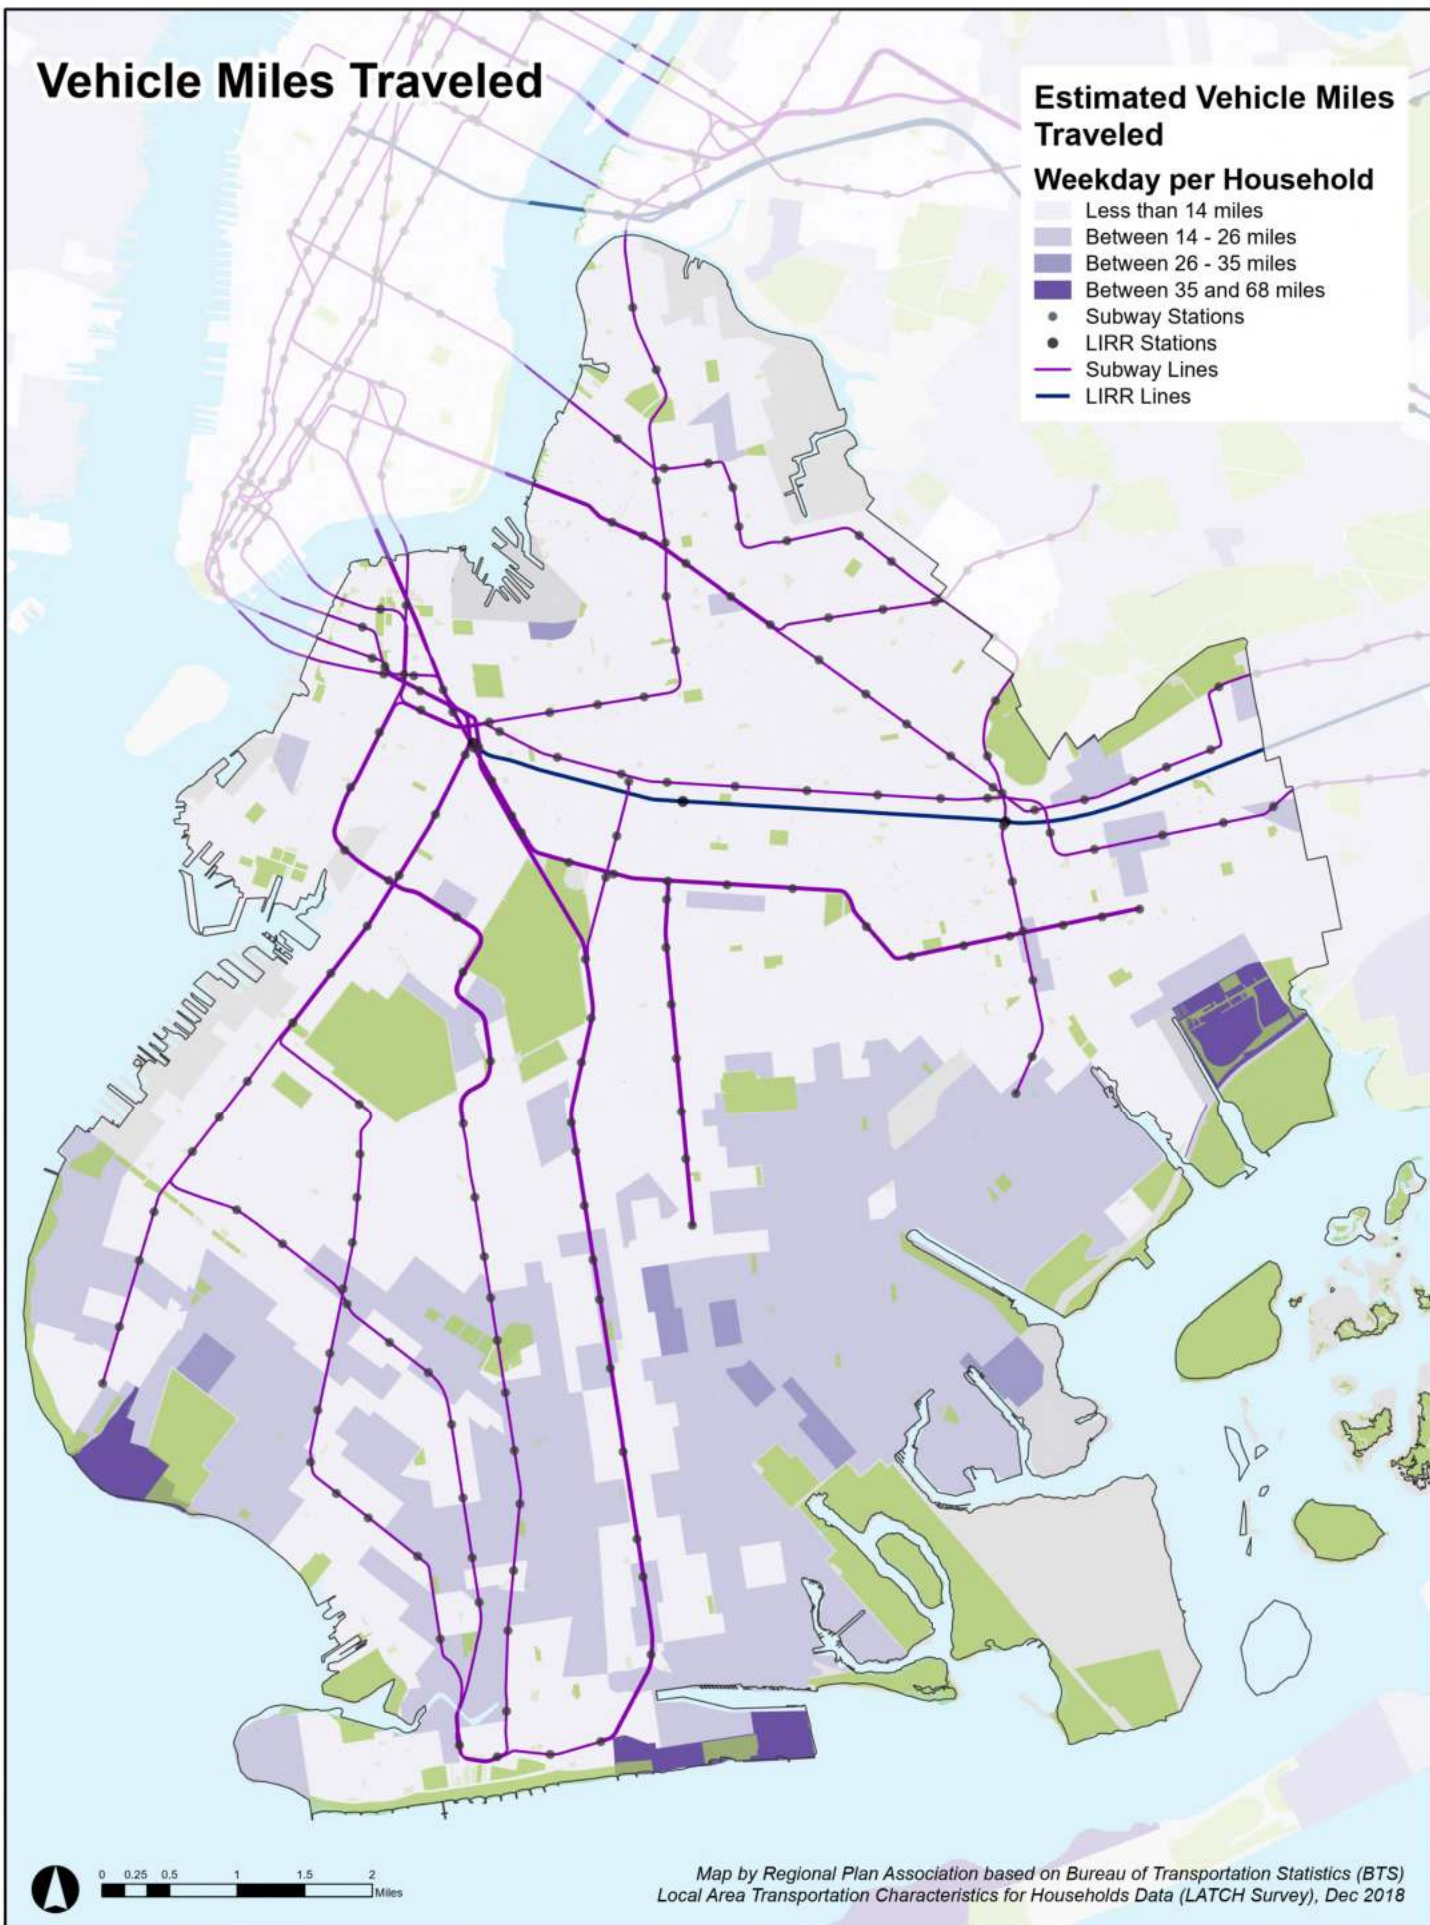 Vehicle Miles Traveled
Estimated Vehicle Miles
Traveled
Weekday per Household
Less than 14 miles
Between 14 - 26 miles
Between 26 - 35 miles
Between 35 and 68 miles
Subway Stations
LIRR Stations
Subway Lines
LIRR Lines
0 0.25 0.5 1 1.5 2
Miles
Map by Regional Plan Association based on Bureau of Transportation Statistics (BTS)
Local Area Transportation Characteristics for Households Data (LATCH Survey), Dec 2018